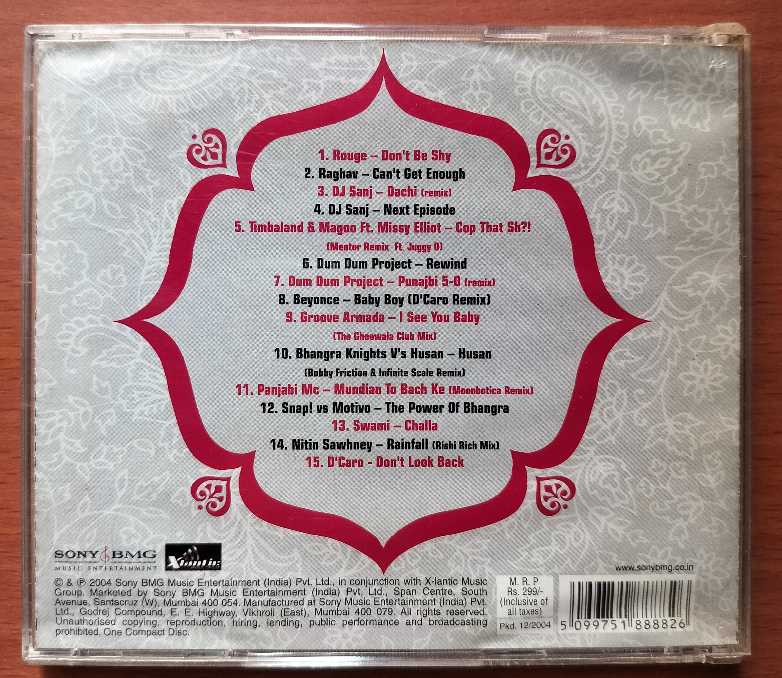 1. Rouge – Don't Be Shy
2. Raghav – Can't Get Enough
3. DJ Sanj – Dachi (remix)
4. DJ Sanj – Next Episode
5. Timbaland & Magoo Ft. Missy Elliot – Cop That Sh?!
(Mentor Remix Ft. Juggy D)
6. Dum Dum Project – Rewind
7. Dum Dum Project – Punajbi 5-0 (remix)
8. Beyonce – Baby Boy (D'Caro Remix)
9. Groove Armada – I See You Baby
(The Gheewala Club Mix)
10. Bhangra Knights V's Husan – Husan
(Bobby Friction & Infinite Scale Remix)
11. Panjabi Mc – Mundian To Bach Ke (Moonbotica Remix)
12. Snap! vs Motivo – The Power Of Bhangra
13. Swami – Challa
14. Nitin Sawhney – Rainfall (Rishi Rich Mix)
15. D'Caro - Don't Look Back
SONY BMG
MUSIC ENTERTAINMENT
X-lantic
www.sonybmg.co.in
© & ℗ 2004 Sony BMG Music Entertainment (India) Pvt. Ltd., in conjunction with X-lantic Music
Group. Marketed by Sony BMG Music Entertainment (India) Pvt. Ltd., Span Centre, South
Avenue, Santacruz (W), Mumbai 400 054. Manufactured at Sony Music Entertainment (India) Pvt.
Ltd., Godrej Compound, E. E. Highway, Vikhroli (East), Mumbai 400 079. All rights reserved.
Unauthorised copying, reproduction, hiring, lending, public performance and broadcasting
prohibited. One Compact Disc.
M. R. P
Rs. 299/-
(Inclusive of
all taxes)
Pkd. 12/2004
5 099751 888826